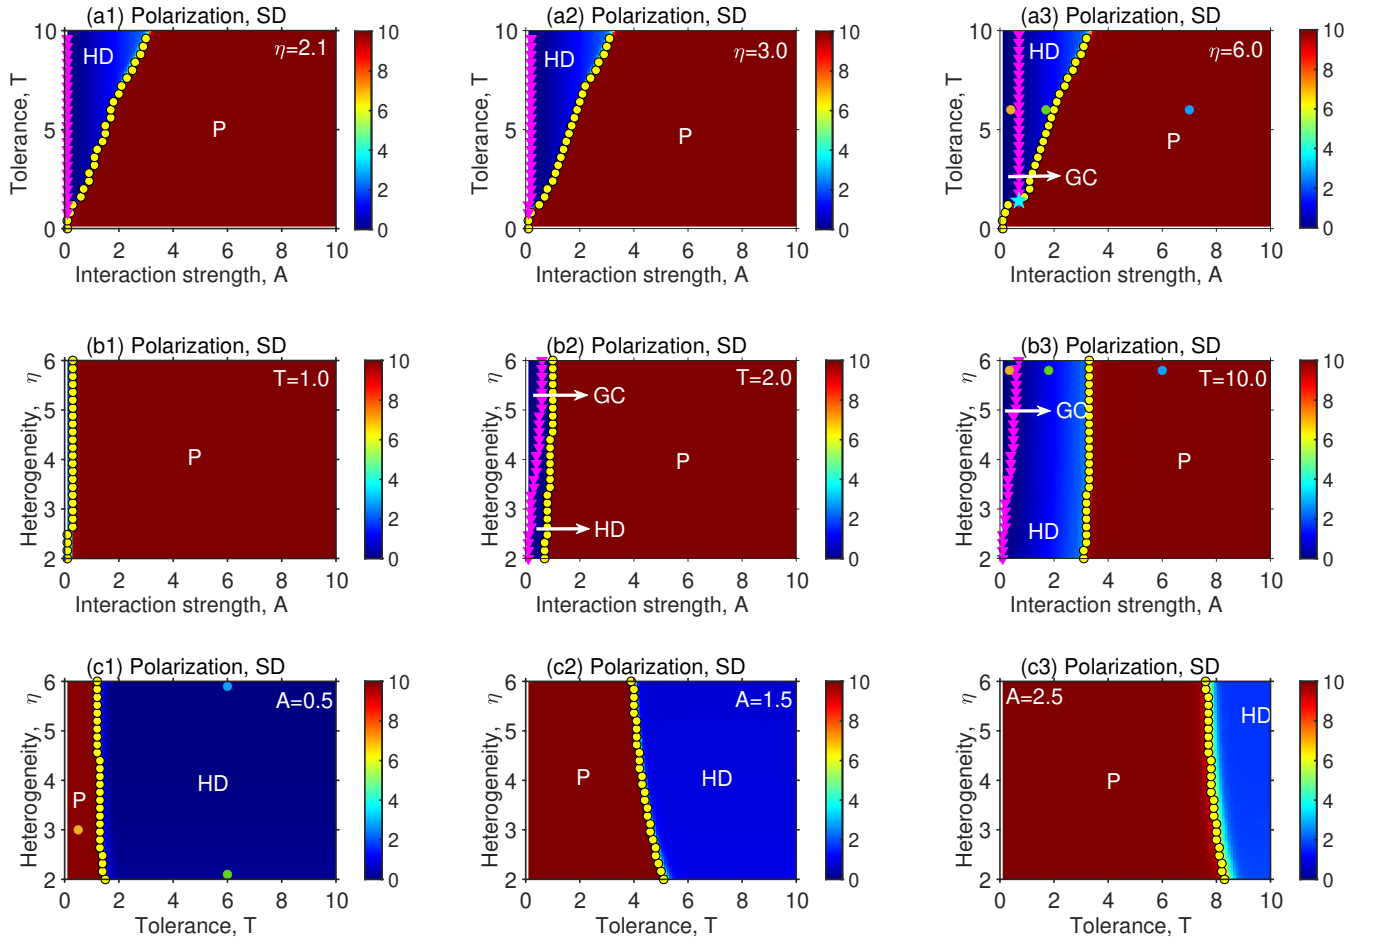 (a1) Polarization, SD
10
5
0
Tolerance, T
HD
η=2.1
P
0 2 4 6 8 10
Interaction strength, A
10
8
6
4
2
0
(a2) Polarization, SD
10
5
0
Tolerance, T
HD
η=3.0
P
0 2 4 6 8 10
Interaction strength, A
10
8
6
4
2
0
(a3) Polarization, SD
10
5
0
Tolerance, T
HD
η=6.0
P
GC
0 2 4 6 8 10
Interaction strength, A
10
8
6
4
2
0
(b1) Polarization, SD
6
5
4
3
2
Heterogeneity, η
T=1.0
P
0 2 4 6 8 10
Interaction strength, A
10
8
6
4
2
0
(b2) Polarization, SD
6
5
4
3
2
Heterogeneity, η
T=2.0
GC
P
HD
0 2 4 6 8 10
Interaction strength, A
10
8
6
4
2
0
(b3) Polarization, SD
6
5
4
3
2
Heterogeneity, η
T=10.0
GC
P
HD
0 2 4 6 8 10
Interaction strength, A
10
8
6
4
2
0
(c1) Polarization, SD
6
5
4
3
2
Heterogeneity, η
A=0.5
P
HD
0 2 4 6 8 10
Tolerance, T
10
8
6
4
2
0
(c2) Polarization, SD
6
5
4
3
2
Heterogeneity, η
A=1.5
P
HD
0 2 4 6 8 10
Tolerance, T
10
8
6
4
2
0
(c3) Polarization, SD
6
5
4
3
2
Heterogeneity, η
A=2.5
HD
P
0 2 4 6 8 10
Tolerance, T
10
8
6
4
2
0